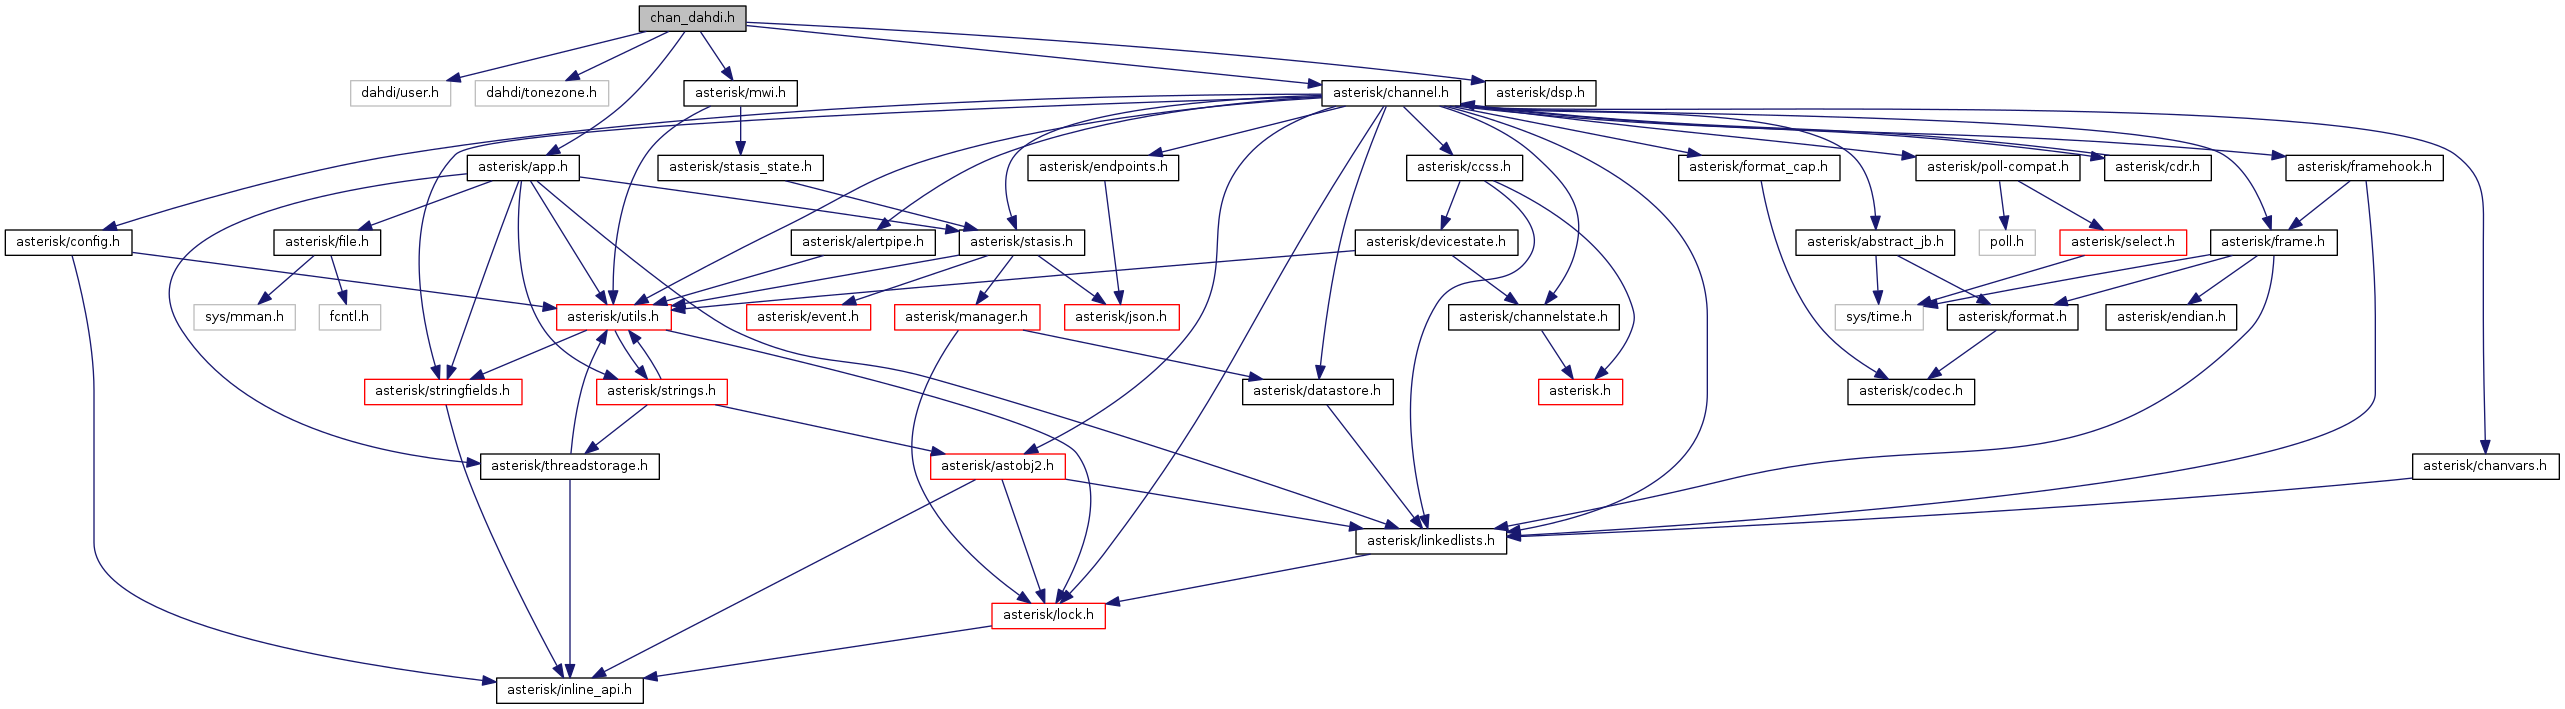 chan_dahdi.h
dahdi/user.h
dahdi/tonezone.h
asterisk/mwi.h
asterisk/channel.h
asterisk/dsp.h
asterisk/app.h
asterisk/stasis_state.h
asterisk/endpoints.h
asterisk/ccss.h
asterisk/format_cap.h
asterisk/poll-compat.h
asterisk/cdr.h
asterisk/framehook.h
asterisk/config.h
asterisk/file.h
asterisk/alertpipe.h
asterisk/stasis.h
asterisk/devicestate.h
asterisk/abstract_jb.h
poll.h
asterisk/select.h
asterisk/frame.h
sys/mman.h
fcntl.h
asterisk/utils.h
asterisk/event.h
asterisk/manager.h
asterisk/json.h
asterisk/channelstate.h
sys/time.h
asterisk/format.h
asterisk/endian.h
asterisk/stringfields.h
asterisk/strings.h
asterisk/datastore.h
asterisk.h
asterisk/codec.h
asterisk/threadstorage.h
asterisk/astobj2.h
asterisk/chanvars.h
asterisk/linkedlists.h
asterisk/lock.h
asterisk/inline_api.h